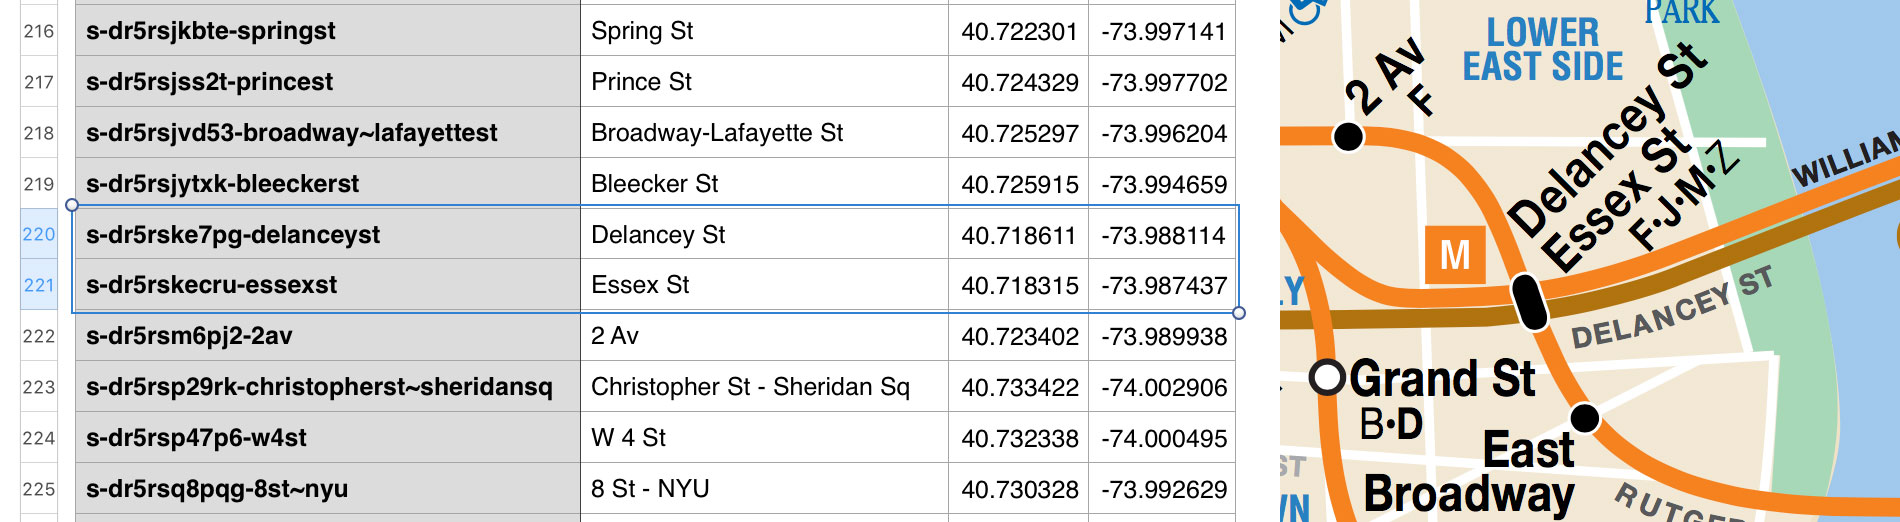 216 s-dr5rsjkbte-springst Spring St 40.722301 -73.997141
217 s-dr5rsjss2t-princest Prince St 40.724329 -73.997702
218 s-dr5rsjvd53-broadway~lafayettest Broadway-Lafayette St 40.725297 -73.996204
219 s-dr5rsjytxk-bleeckerst Bleecker St 40.725915 -73.994659
220 s-dr5rske7pg-delanceyst Delancey St 40.718611 -73.988114
221 s-dr5rskecru-essexst Essex St 40.718315 -73.987437
222 s-dr5rsm6pj2-2av 2 Av 40.723402 -73.989938
223 s-dr5rsp29rk-christopherst~sheridansq Christopher St - Sheridan Sq 40.733422 -74.002906
224 s-dr5rsp47p6-w4st W 4 St 40.732338 -74.000495
225 s-dr5rsq8pqg-8st~nyu 8 St - NYU 40.730328 -73.992629
PARK
LOWER
EAST SIDE
2 Av
F
Delancey St
Essex St
F•J•M•Z
WILLIAM
M
LY
DELANCEY ST
Grand St
B•D
East
Broadway
ST
WN
RUTGER